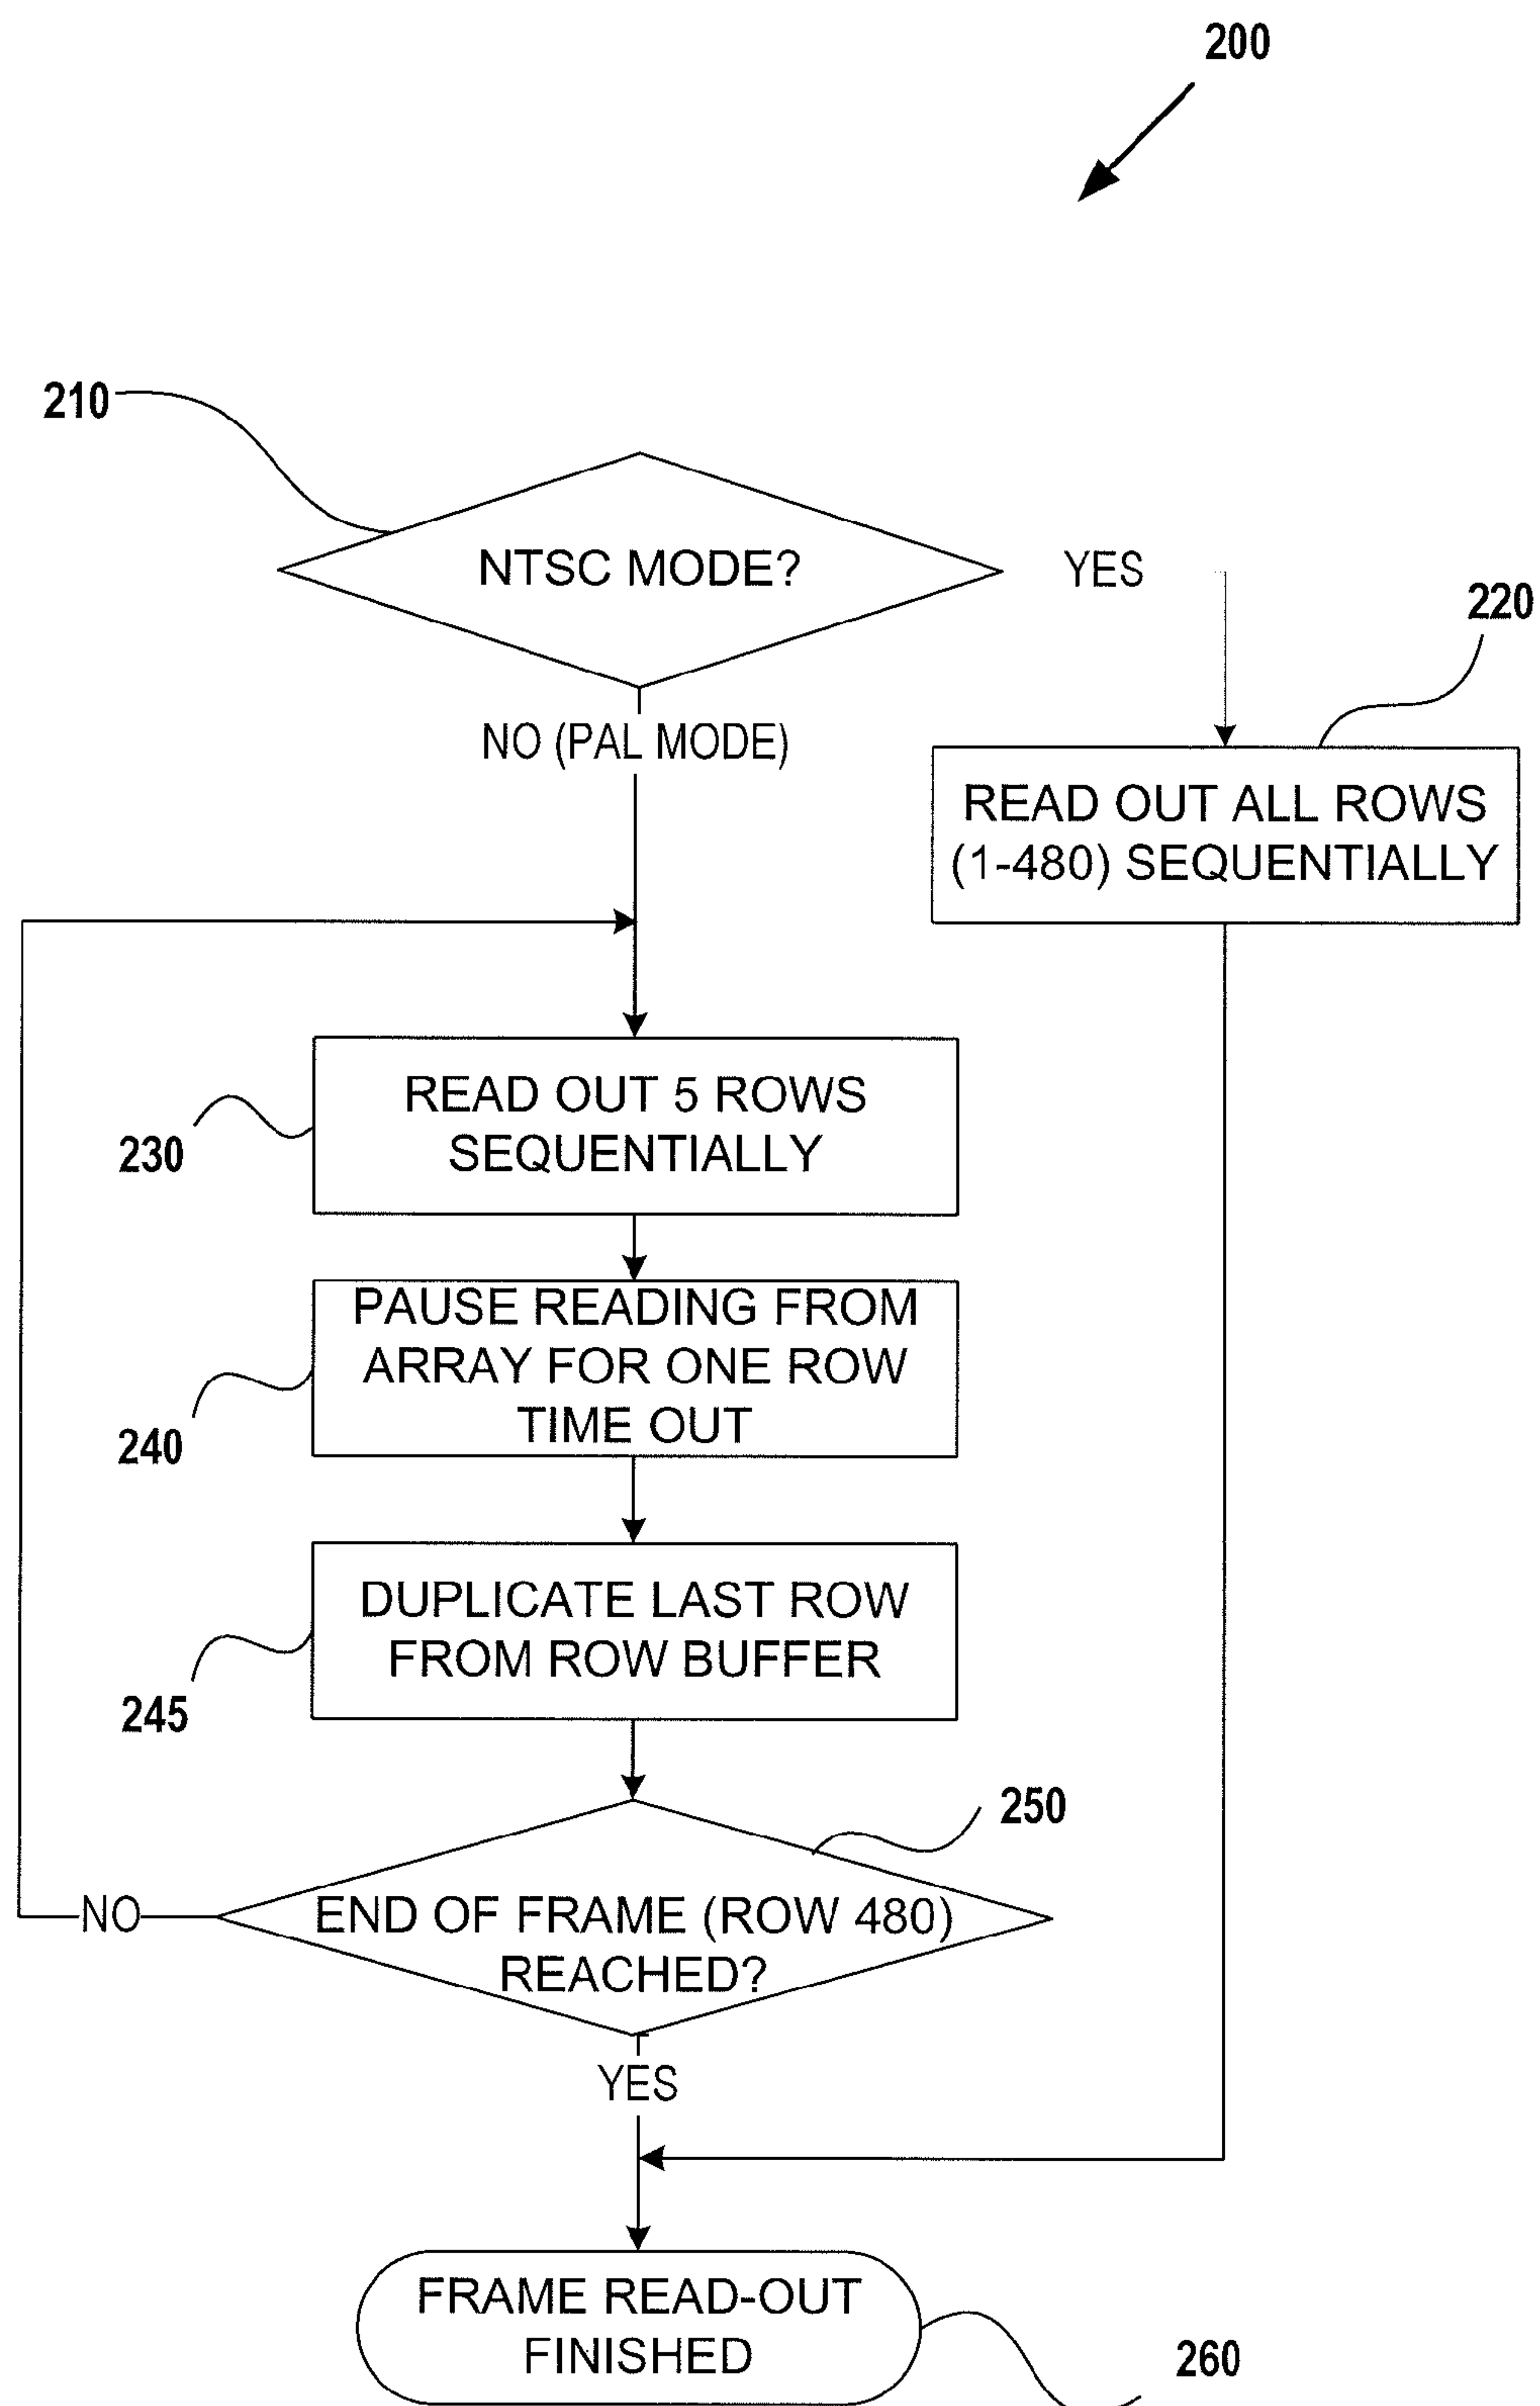 200
210
NTSC MODE?
YES
220
NO (PAL MODE)
READ OUT ALL ROWS
(1-480) SEQUENTIALLY
READ OUT 5 ROWS
SEQUENTIALLY
230
PAUSE READING FROM
ARRAY FOR ONE ROW
TIME OUT
240
DUPLICATE LAST ROW
FROM ROW BUFFER
245
250
NO
END OF FRAME (ROW 480)
REACHED?
YES
FRAME READ-OUT
FINISHED
260